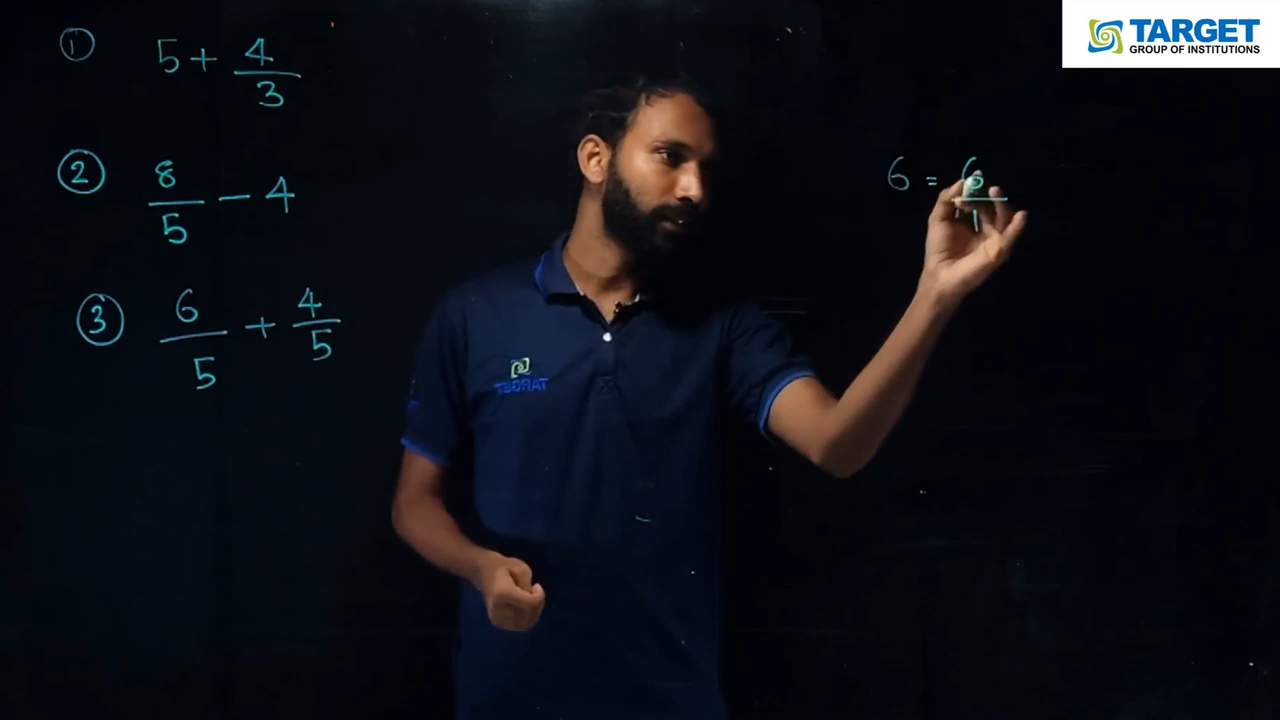 TARGET
GROUP OF INSTITUTIONS
① 5 + 4/3
② 8/5 - 4
③ 6/5 + 4/5
6 = 6/1
TARGET